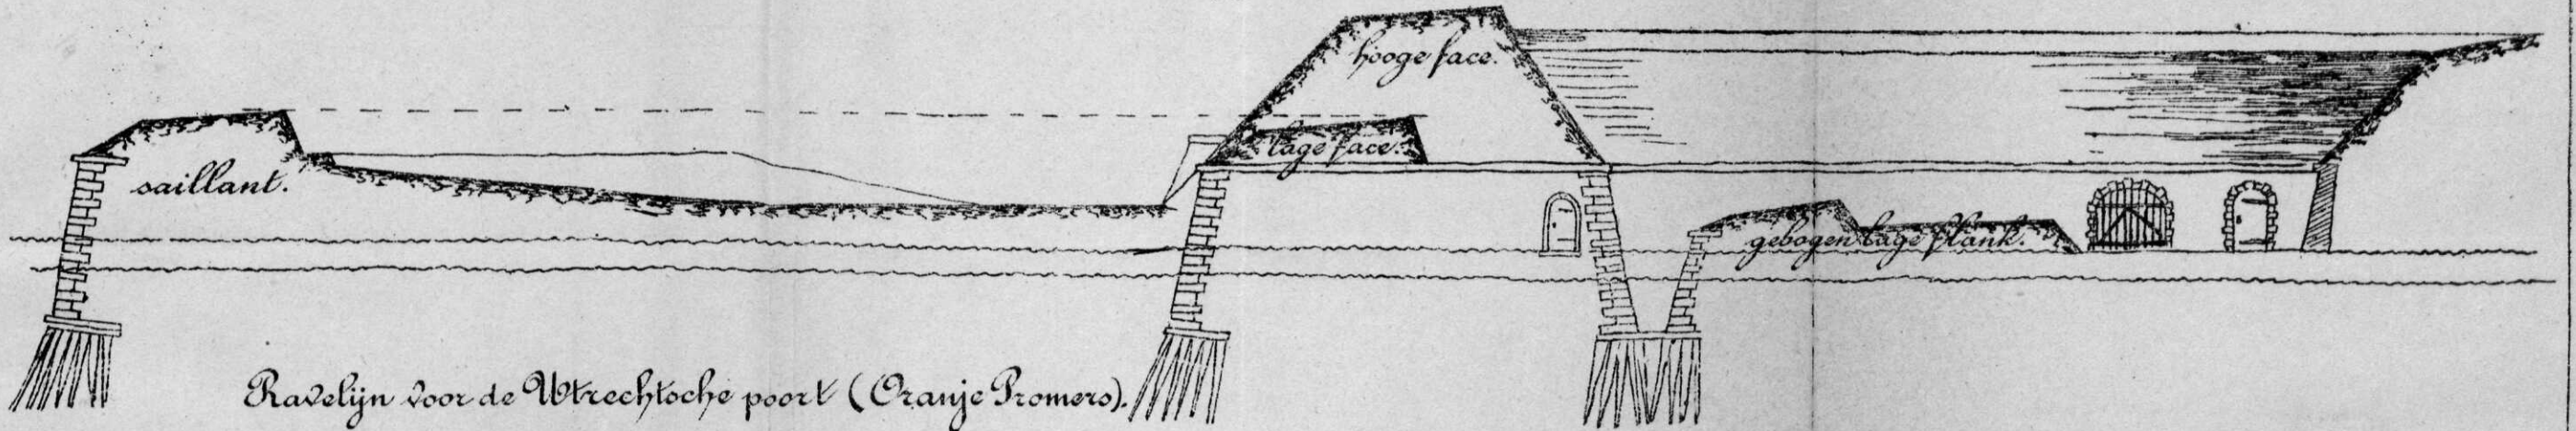 hooge face.
lage face.
saillant.
gebogen lage flank.
Ravelijn voor de Utrechtsche poort (Oranje Promers).